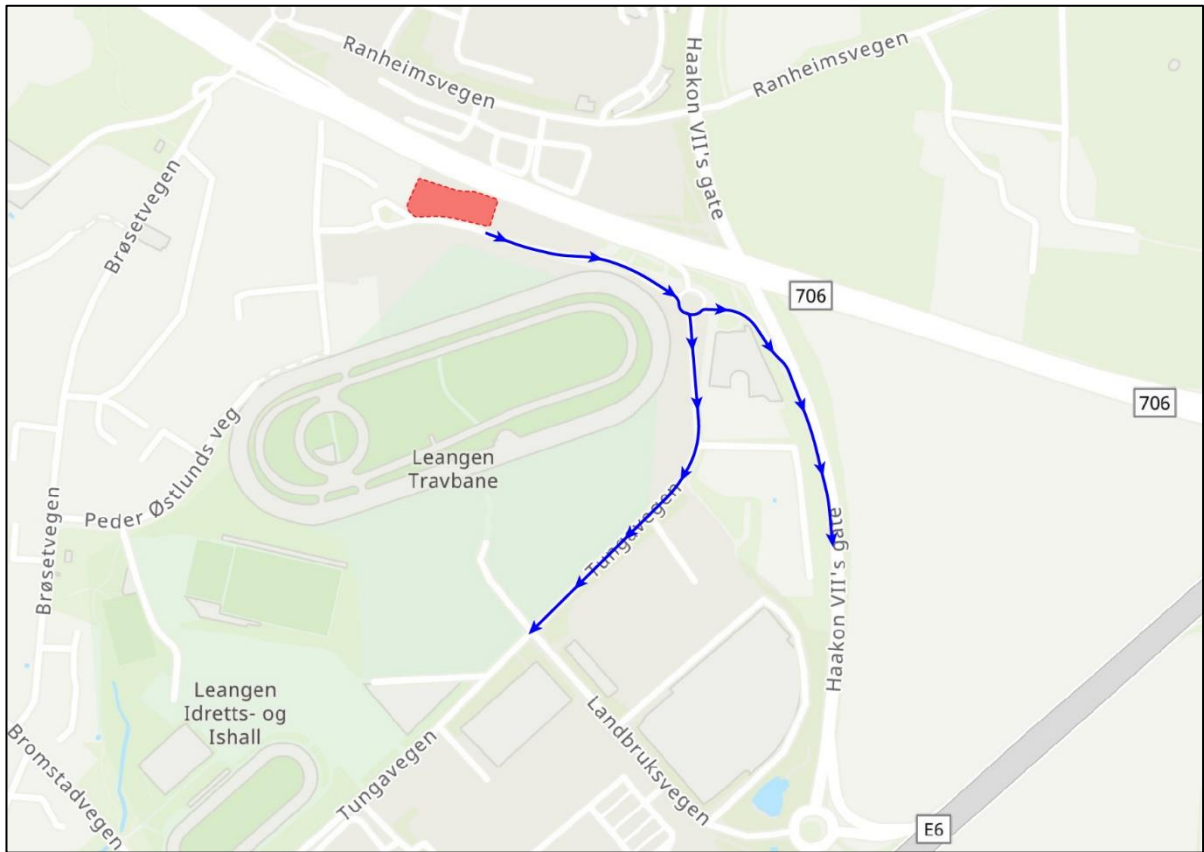 Ranheimsvegen
Ranheimsvegen
Haakon VII's gate
Brøsetvegen
706
706
Leangen
Travbane
Peder Østlunds veg
Tungavegen
Haakon VII's gate
Brøsetvegen
Leangen
Idretts- og
Ishall
Landbruksvegen
Tungavegen
Bromstadvegen
E6